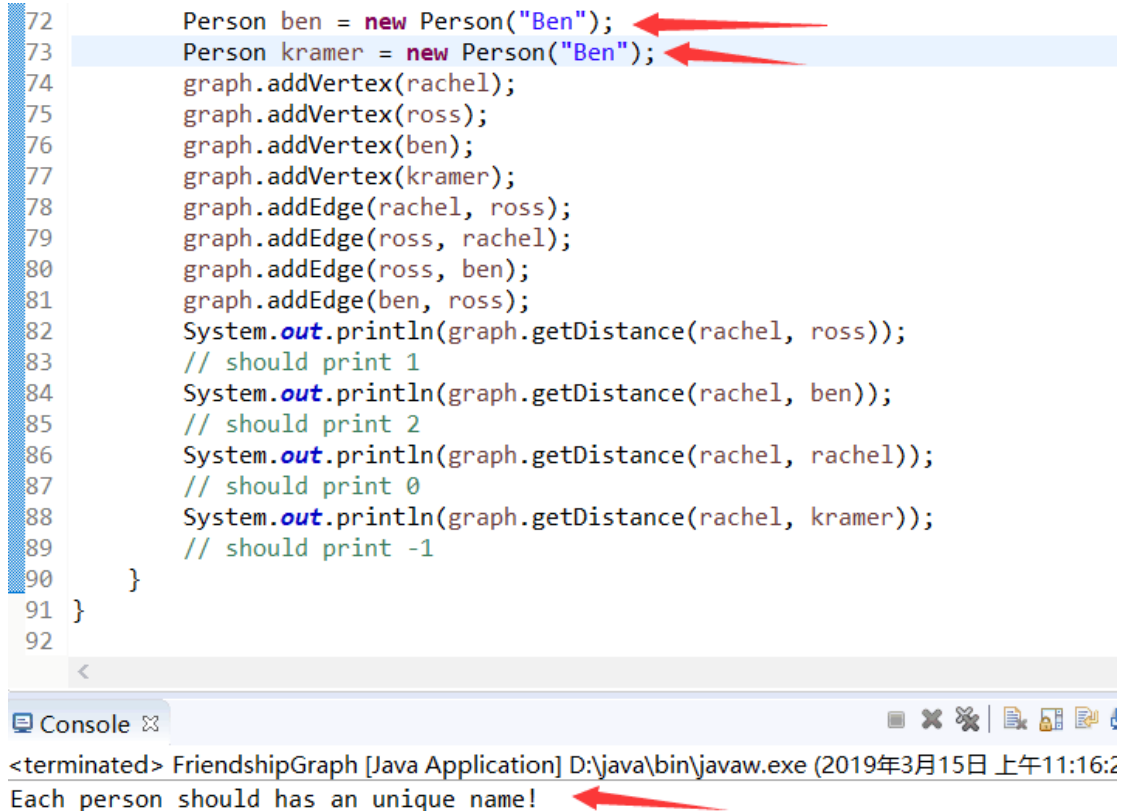 72 Person ben = new Person("Ben");
73 Person kramer = new Person("Ben");
74 graph.addVertex(rachel);
75 graph.addVertex(ross);
76 graph.addVertex(ben);
77 graph.addVertex(kramer);
78 graph.addEdge(rachel, ross);
79 graph.addEdge(ross, rachel);
80 graph.addEdge(ross, ben);
81 graph.addEdge(ben, ross);
82 System.out.println(graph.getDistance(rachel, ross));
83 // should print 1
84 System.out.println(graph.getDistance(rachel, ben));
85 // should print 2
86 System.out.println(graph.getDistance(rachel, rachel));
87 // should print 0
88 System.out.println(graph.getDistance(rachel, kramer));
89 // should print -1
90 }
91 }
92
Console
<terminated> FriendshipGraph [Java Application] D:\java\bin\javaw.exe (2019年3月15日 上午11:16:2
Each person should has an unique name!